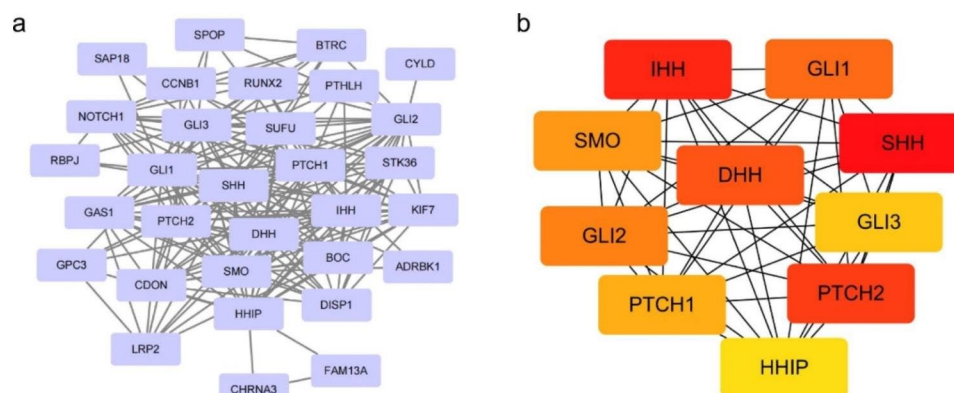 a
SPOP
BTRC
SAP18
CYLD
CCNB1
RUNX2
PTHLH
NOTCH1
GLI3
SUFU
GLI2
RBPJ
GLI1
PTCH1
STK36
SHH
GAS1
PTCH2
IHH
KIF7
DHH
GPC3
CDON
SMO
BOC
ADRBK1
HHIP
DISP1
LRP2
FAM13A
CHRNA3
b
IHH
GLI1
SMO
SHH
DHH
GLI2
GLI3
PTCH1
PTCH2
HHIP